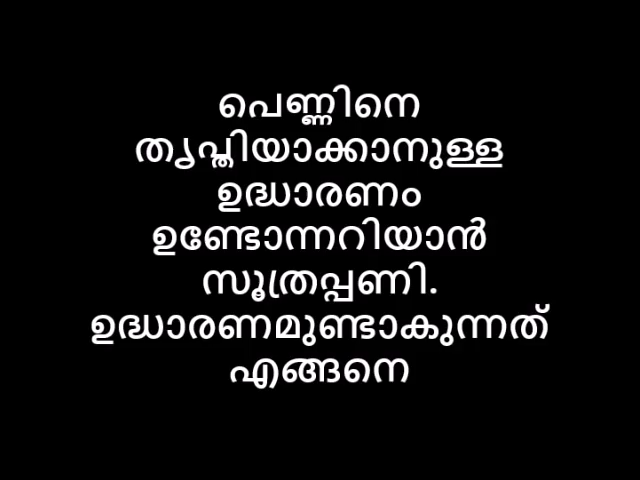 പെണ്ണിനെ
തൃപ്തിയാക്കാനുള്ള
ഉദ്ധാരണം
ഉണ്ടോന്നറിയാൻ
സൂത്രപ്പണി.
ഉദ്ധാരണമുണ്ടാകുന്നത്
എങ്ങനെ